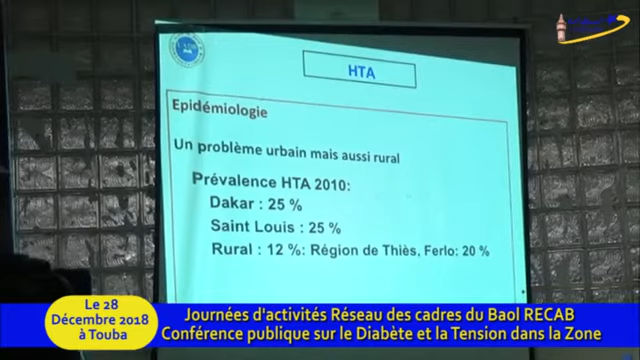 HTA
Epidémiologie
Un problème urbain mais aussi rural
Prévalence HTA 2010:
Dakar : 25 %
Saint Louis : 25 %
Rural : 12 %: Région de Thiès, Ferlo: 20 %
Le 28
Décembre 2018
à Touba
Journées d'activités Réseau des cadres du Baol RECAB
Conférence publique sur le Diabète et la Tension dans la Zone